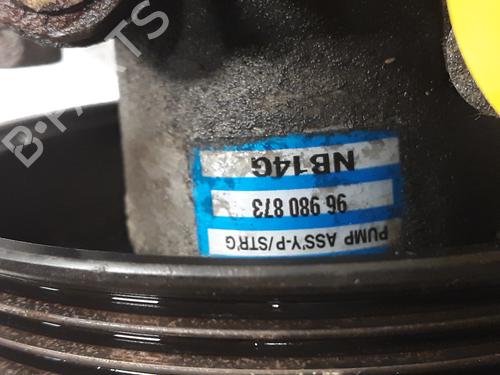 PUMP ASS'Y-P/STR'G
96 980 873
NB14G
B-PARTS